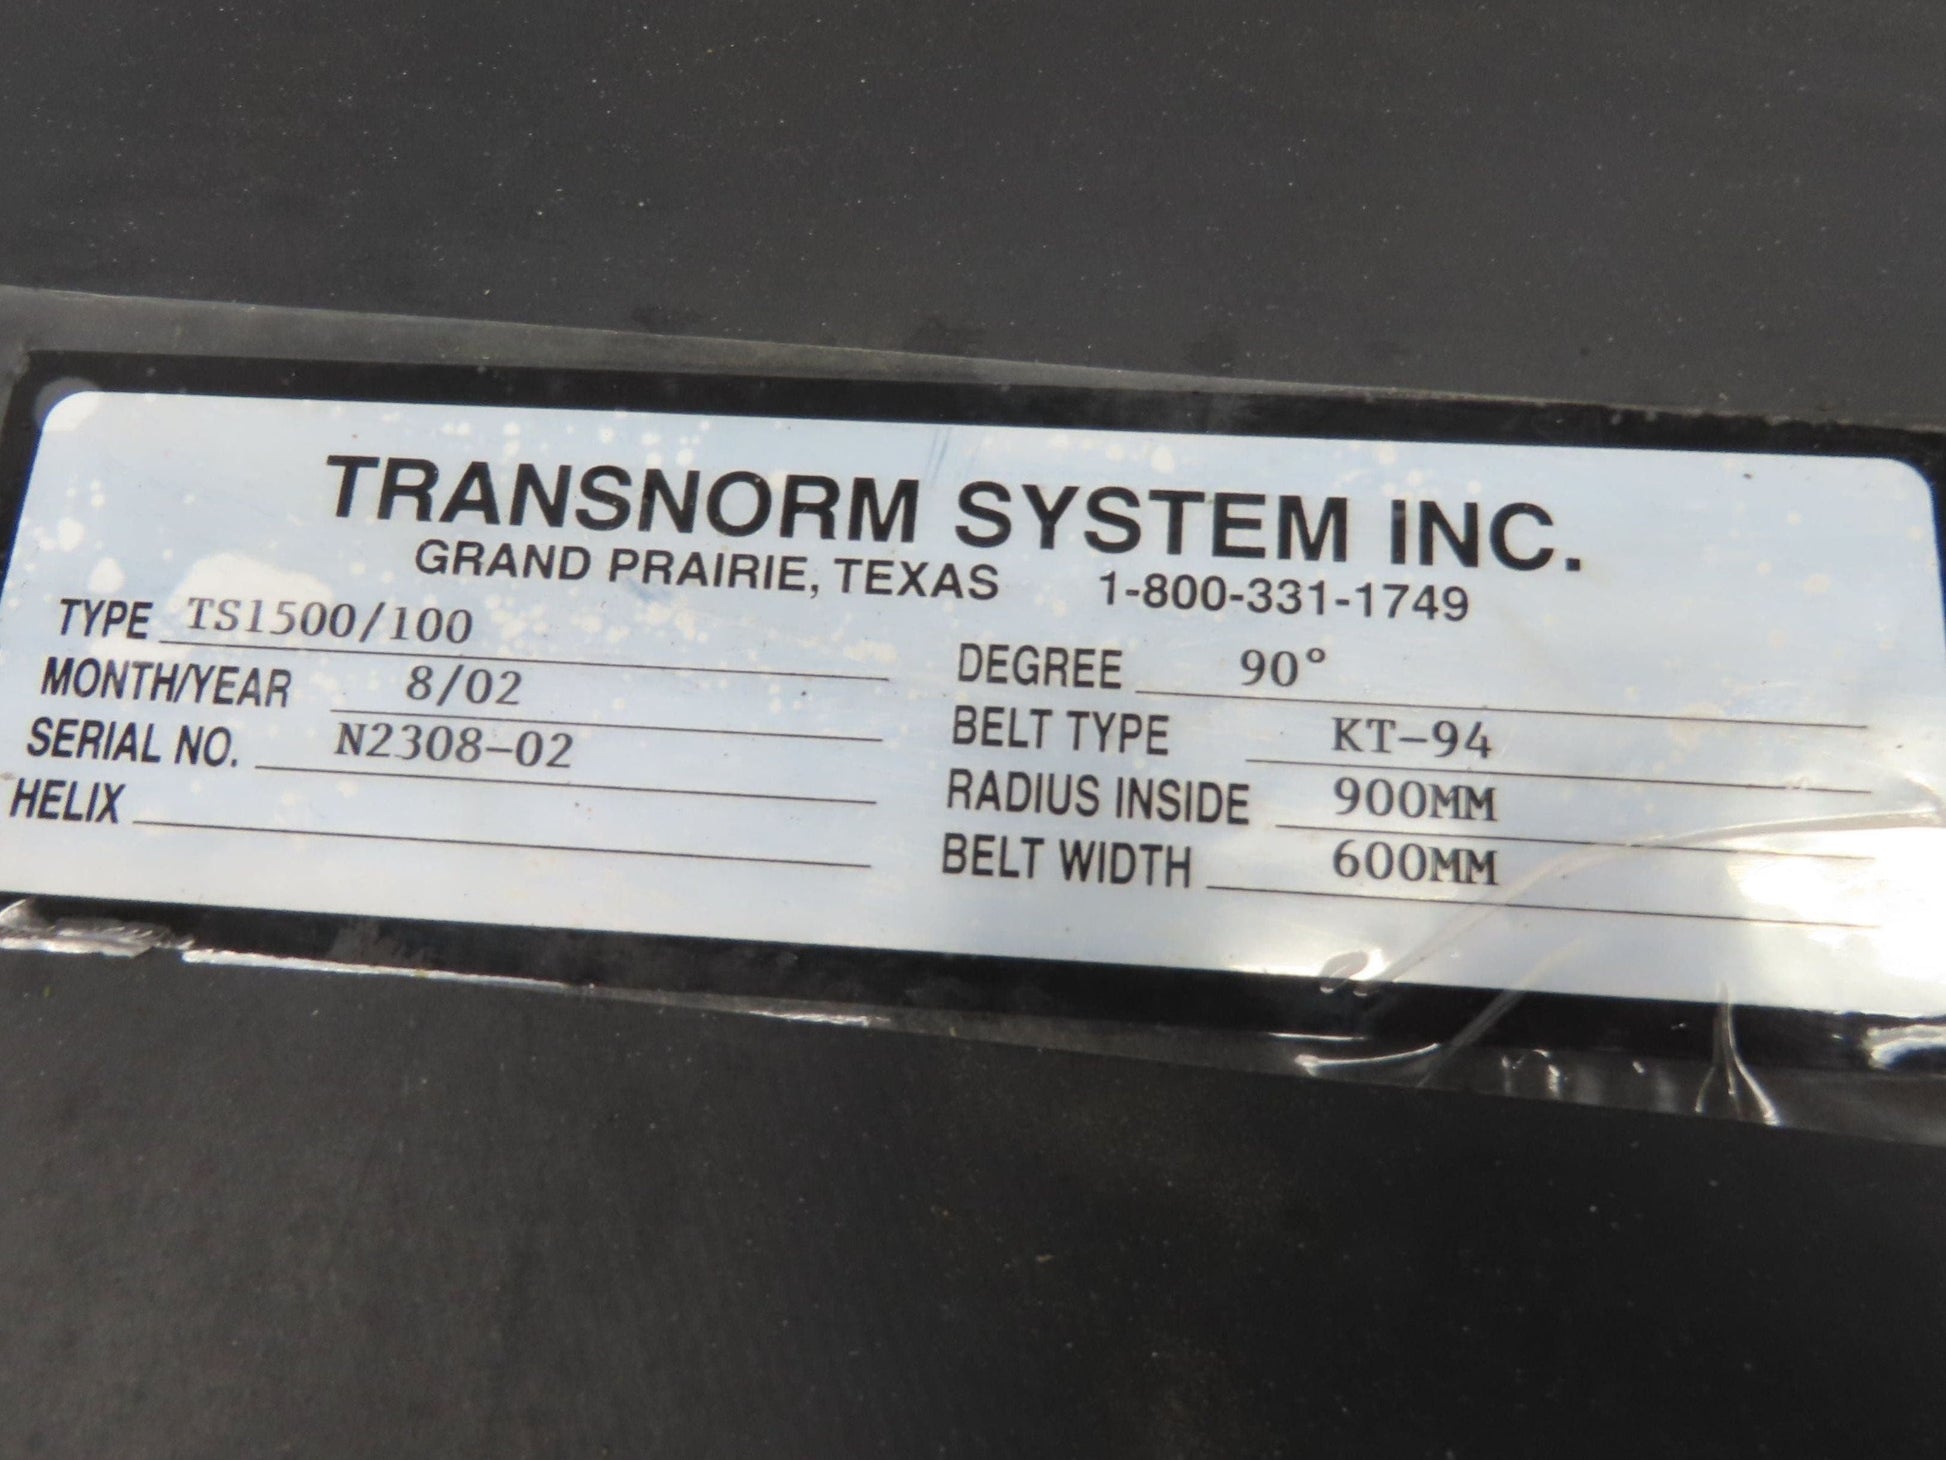 TRANSNORM SYSTEM INC.
GRAND PRAIRIE, TEXAS 1-800-331-1749
TYPE TS1500/100
MONTH/YEAR 8/02
SERIAL NO. N2308-02
HELIX
DEGREE 90°
BELT TYPE KT-94
RADIUS INSIDE 900MM
BELT WIDTH 600MM